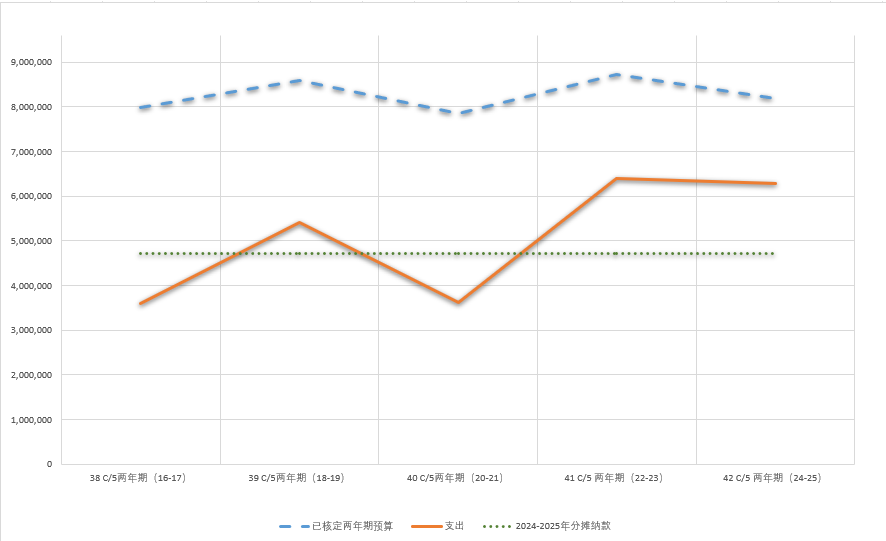 9,000,000
8,000,000
7,000,000
6,000,000
5,000,000
4,000,000
3,000,000
2,000,000
1,000,000
0
38 C/5两年期（16-17）
39 C/5两年期（18-19）
40 C/5两年期（20-21）
41 C/5 两年期（22-23）
42 C/5 两年期（24-25）
已核定两年期预算
支出
2024-2025年分摊纳款